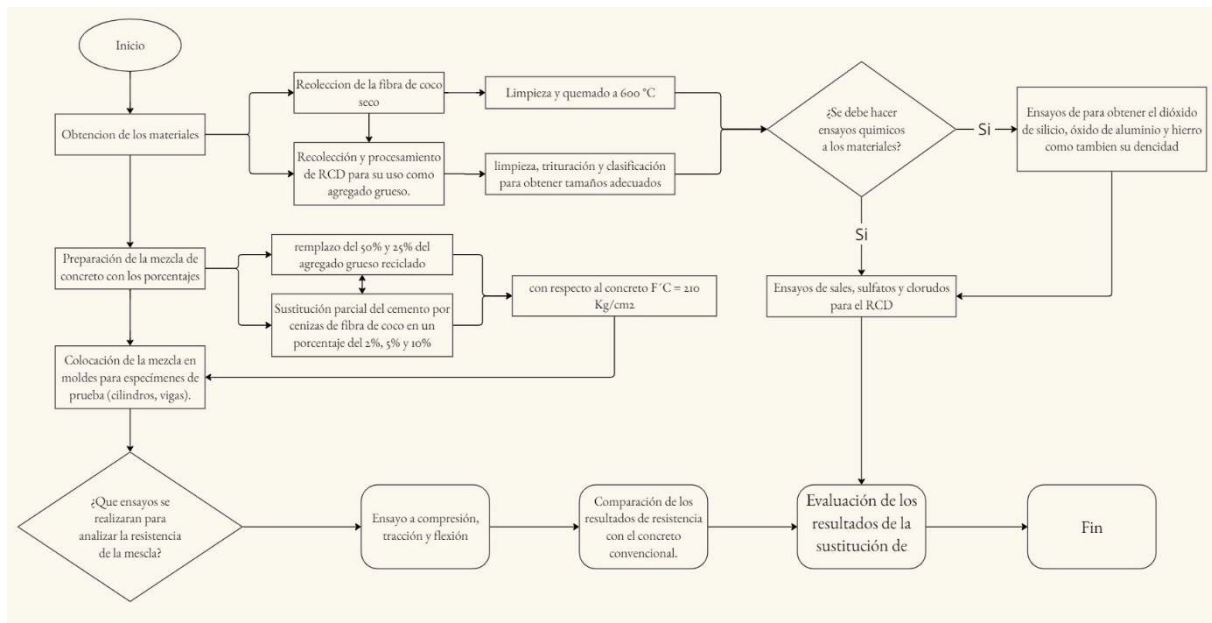 Inicio
Obtencion de los materiales
Reoleccion de la fibra de coco
seco
Limpieza y quemado a 600 °C
Recolección y procesamiento
de RCD para su uso como
agregado grueso.
limpieza, trituración y clasificación
para obtener tamaños adecuados
¿Se debe hacer
ensayos quimicos
a los materiales?
Si
Ensayos de para obtener el dióxido
de silicio, óxido de aluminio y hierro
como tambien su dencidad
Si
Ensayos de sales, sulfatos y clorudos
para el RCD
Preparación de la mezcla de
concreto con los porcentajes
remplazo del 50% y 25% del
agregado grueso reciclado
Sustitución parcial del cemento por
cenizas de fibra de coco en un
porcentaje del 2%, 5% y 10%
con respecto al concreto F´C = 210
Kg/cm2
Colocación de la mezcla en
moldes para especímenes de
prueba (cilindros, vigas).
¿Que ensayos se
realizaran para
analizar la resistencia
de la mescla?
Ensayo a compresión,
tracción y flexión
Comparación de los
resultados de resistencia
con el concreto
convencional.
Evaluación de los
resultados de la
sustitución de
Fin